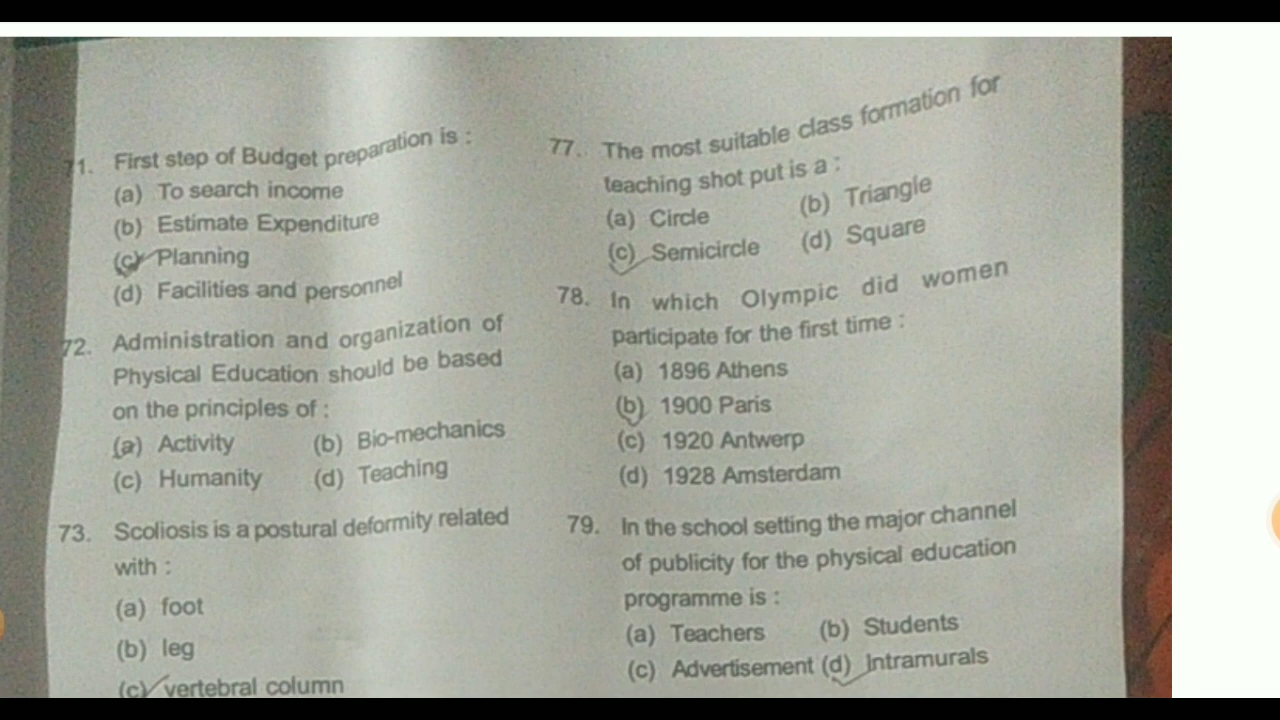 71. First step of Budget preparation is :
(a) To search income
(b) Estimate Expenditure
(c) Planning
(d) Facilities and personnel
72. Administration and organization of
Physical Education should be based
on the principles of :
(a) Activity (b) Bio-mechanics
(c) Humanity (d) Teaching
73. Scoliosis is a postural deformity related
with :
(a) foot
(b) leg
(c) vertebral column
77. The most suitable class formation for
teaching shot put is a :
(a) Circle (b) Triangle
(c) Semicircle (d) Square
78. In which Olympic did women
participate for the first time :
(a) 1896 Athens
(b) 1900 Paris
(c) 1920 Antwerp
(d) 1928 Amsterdam
79. In the school setting the major channel
of publicity for the physical education
programme is :
(a) Teachers (b) Students
(c) Advertisement (d) Intramurals